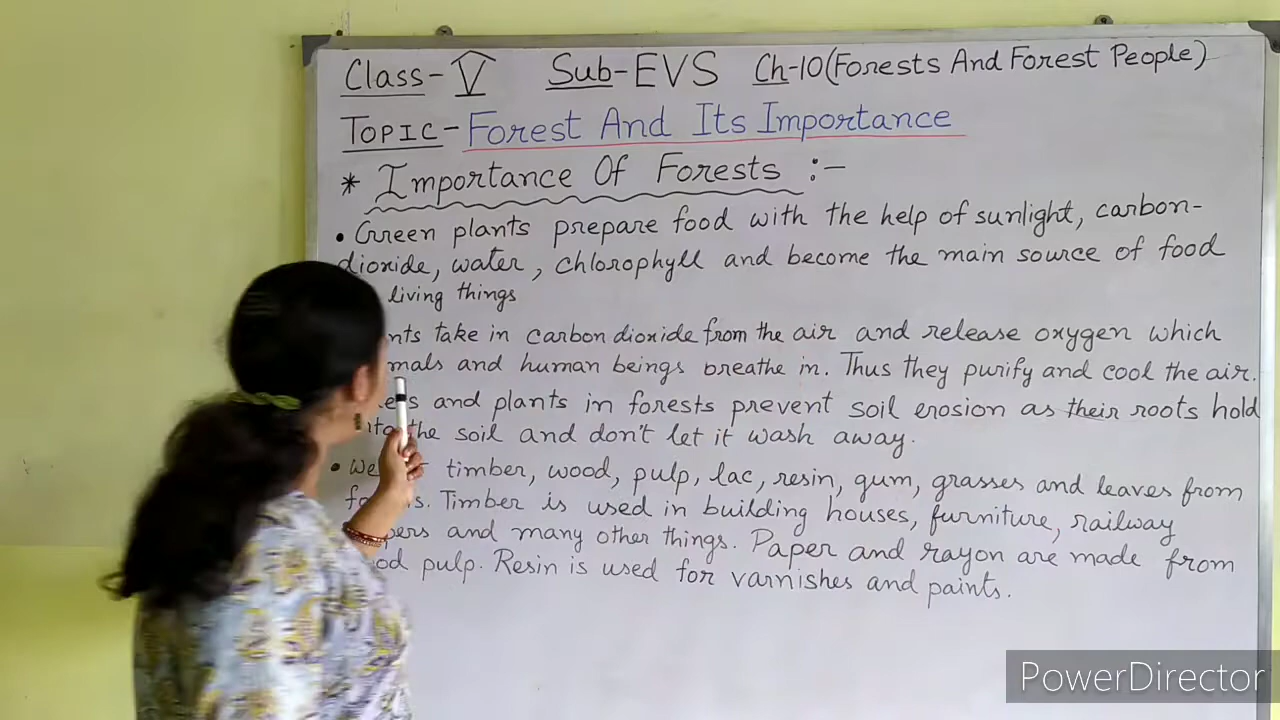 Class-V Sub-EVS Ch-10(Forests And Forest People)
TOPIC-Forest And Its Importance
* Importance Of Forests :-
• Green plants prepare food with the help of sunlight, carbon-
dioxide, water, chlorophyll and become the main source of food
living things
take in carbon dioxide from the air and release oxygen which
and human beings breathe in. Thus they purify and cool the air.
and plants in forests prevent soil erosion as their roots hold
the soil and don't let it wash away.
• We timber, wood, pulp, lac, resin, gum, grasses and leaves from
Timber is used in building houses, furniture, railway
and many other things. Paper and rayon are made from
pulp. Resin is used for varnishes and paints.
PowerDirector